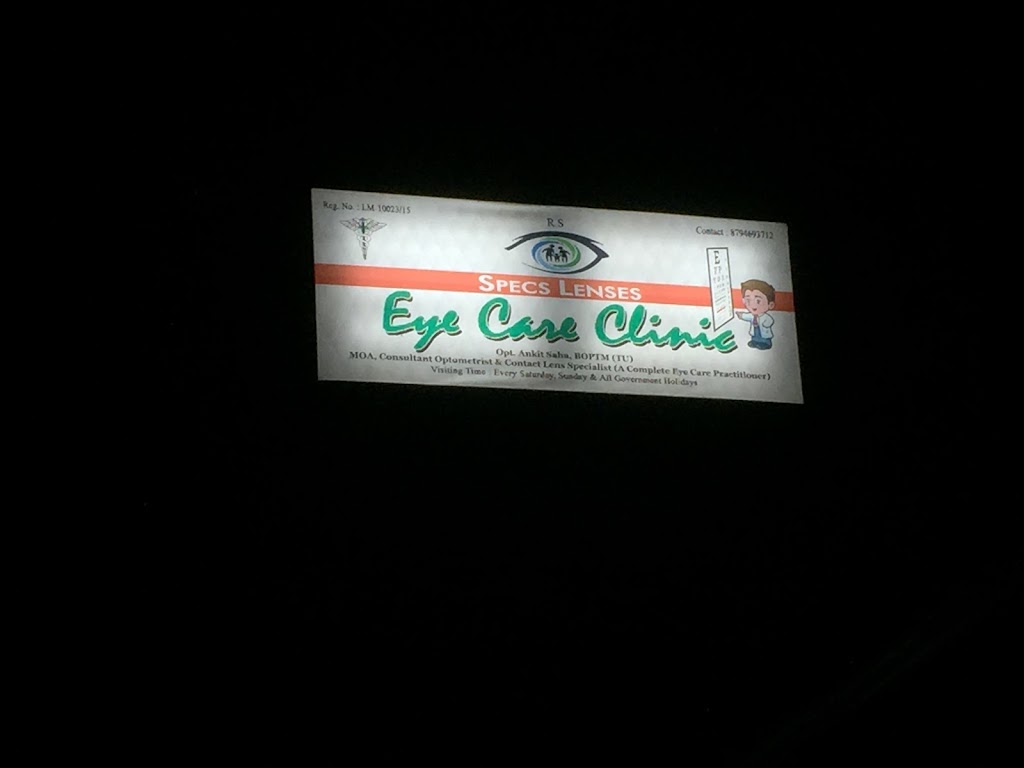 Reg. No. : LM 10023/15
R S
Contact : 8794693712
SPECS LENSES
E
Eye Care Clinic
Opt. Ankit Saha, BOPTM (TU)
MOA, Consultant Optometrist & Contact Lens Specialist (A Complete Eye Care Practitioner)
Visiting Time : Every Saturday, Sunday & All Government Holidays